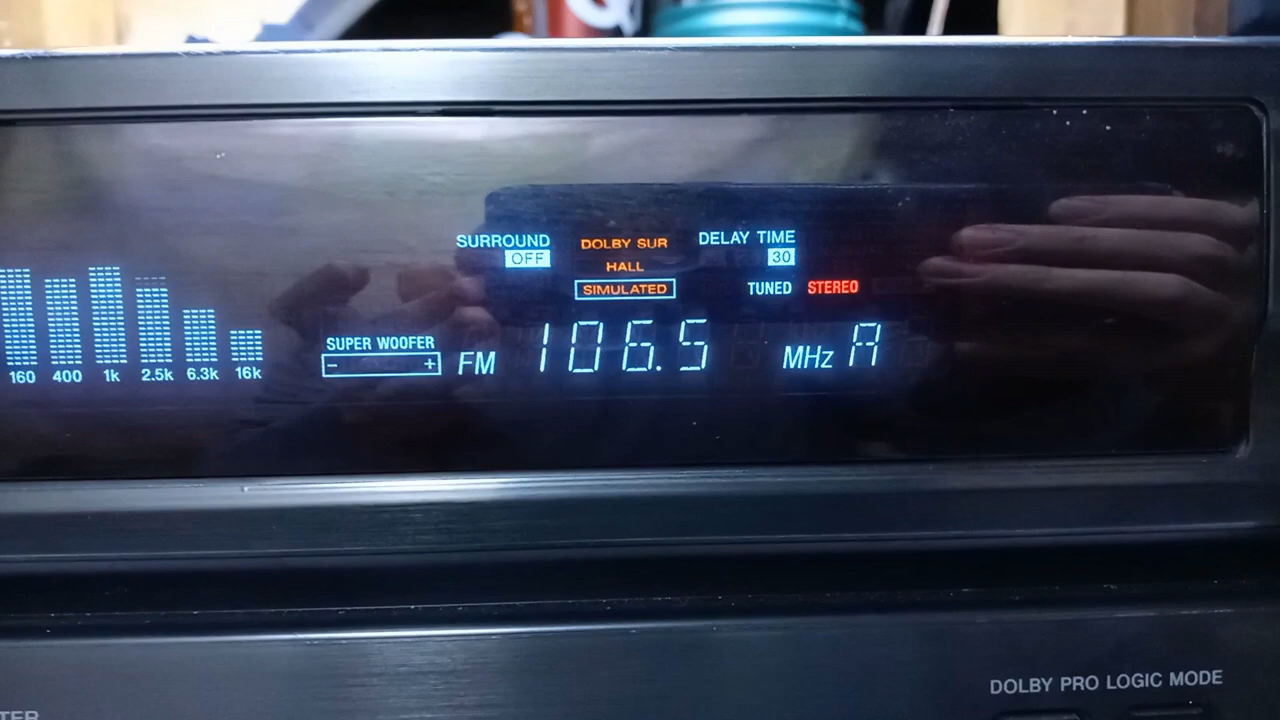 SURROUND DOLBY SUR DELAY TIME
OFF HALL 30
SIMULATED TUNED STEREO
SUPER WOOFER
- +
FM 106.5 MHz A
160 400 1k 2.5k 6.3k 16k
DOLBY PRO LOGIC MODE
TER